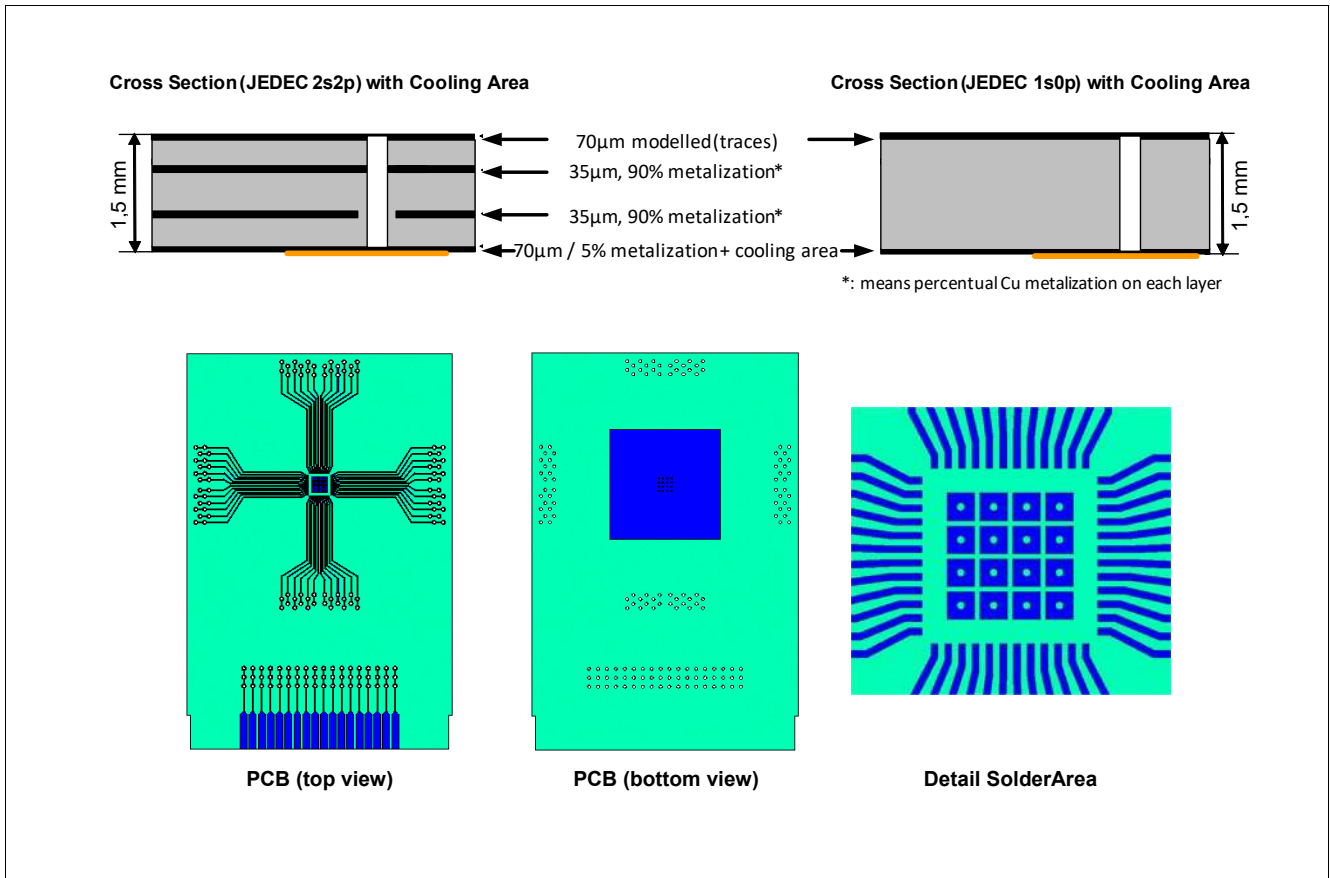 Cross Section (JEDEC 2s2p) with Cooling Area
Cross Section (JEDEC 1s0p) with Cooling Area
1,5 mm
70µm modelled (traces)
35µm, 90% metalization*
35µm, 90% metalization*
70µm / 5% metalization + cooling area
1,5 mm
*: means percentual Cu metalization on each layer
PCB (top view)
PCB (bottom view)
Detail SolderArea